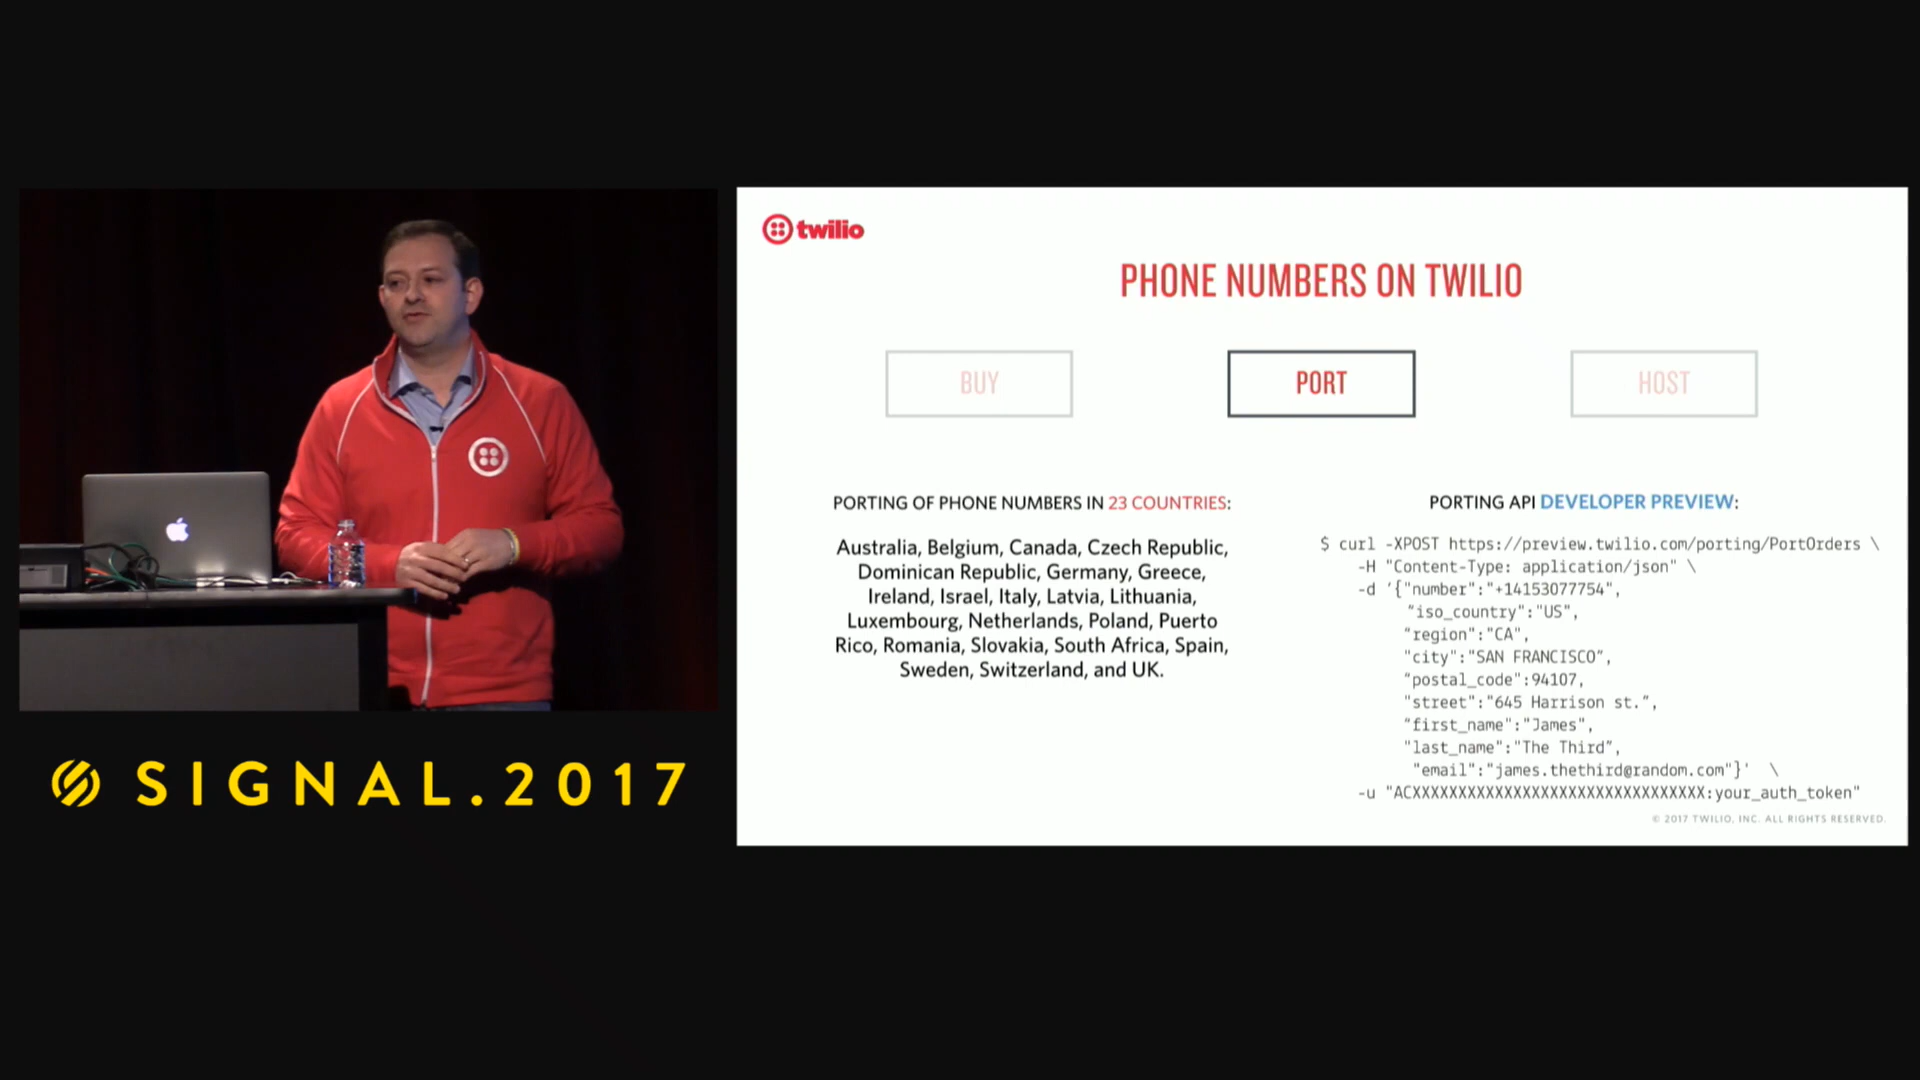 twilio
PHONE NUMBERS ON TWILIO
BUY
PORT
HOST
PORTING OF PHONE NUMBERS IN 23 COUNTRIES:
Australia, Belgium, Canada, Czech Republic,
Dominican Republic, Germany, Greece,
Ireland, Israel, Italy, Latvia, Lithuania,
Luxembourg, Netherlands, Poland, Puerto
Rico, Romania, Slovakia, South Africa, Spain,
Sweden, Switzerland, and UK.
PORTING API DEVELOPER PREVIEW:
$ curl -XPOST https://preview.twilio.com/porting/PortOrders \
-H "Content-Type: application/json" \
-d '{"number":"+14153077754",
"iso_country":"US",
"region":"CA",
"city":"SAN FRANCISCO",
"postal_code":94107,
"street":"645 Harrison st.",
"first_name":"James",
"last_name":"The Third",
"email":"james.thethird@random.com"}' \
-u "ACXXXXXXXXXXXXXXXXXXXXXXXXXXXXXXXX:your_auth_token"
© 2017 TWILIO, INC. ALL RIGHTS RESERVED.
SIGNAL.2017